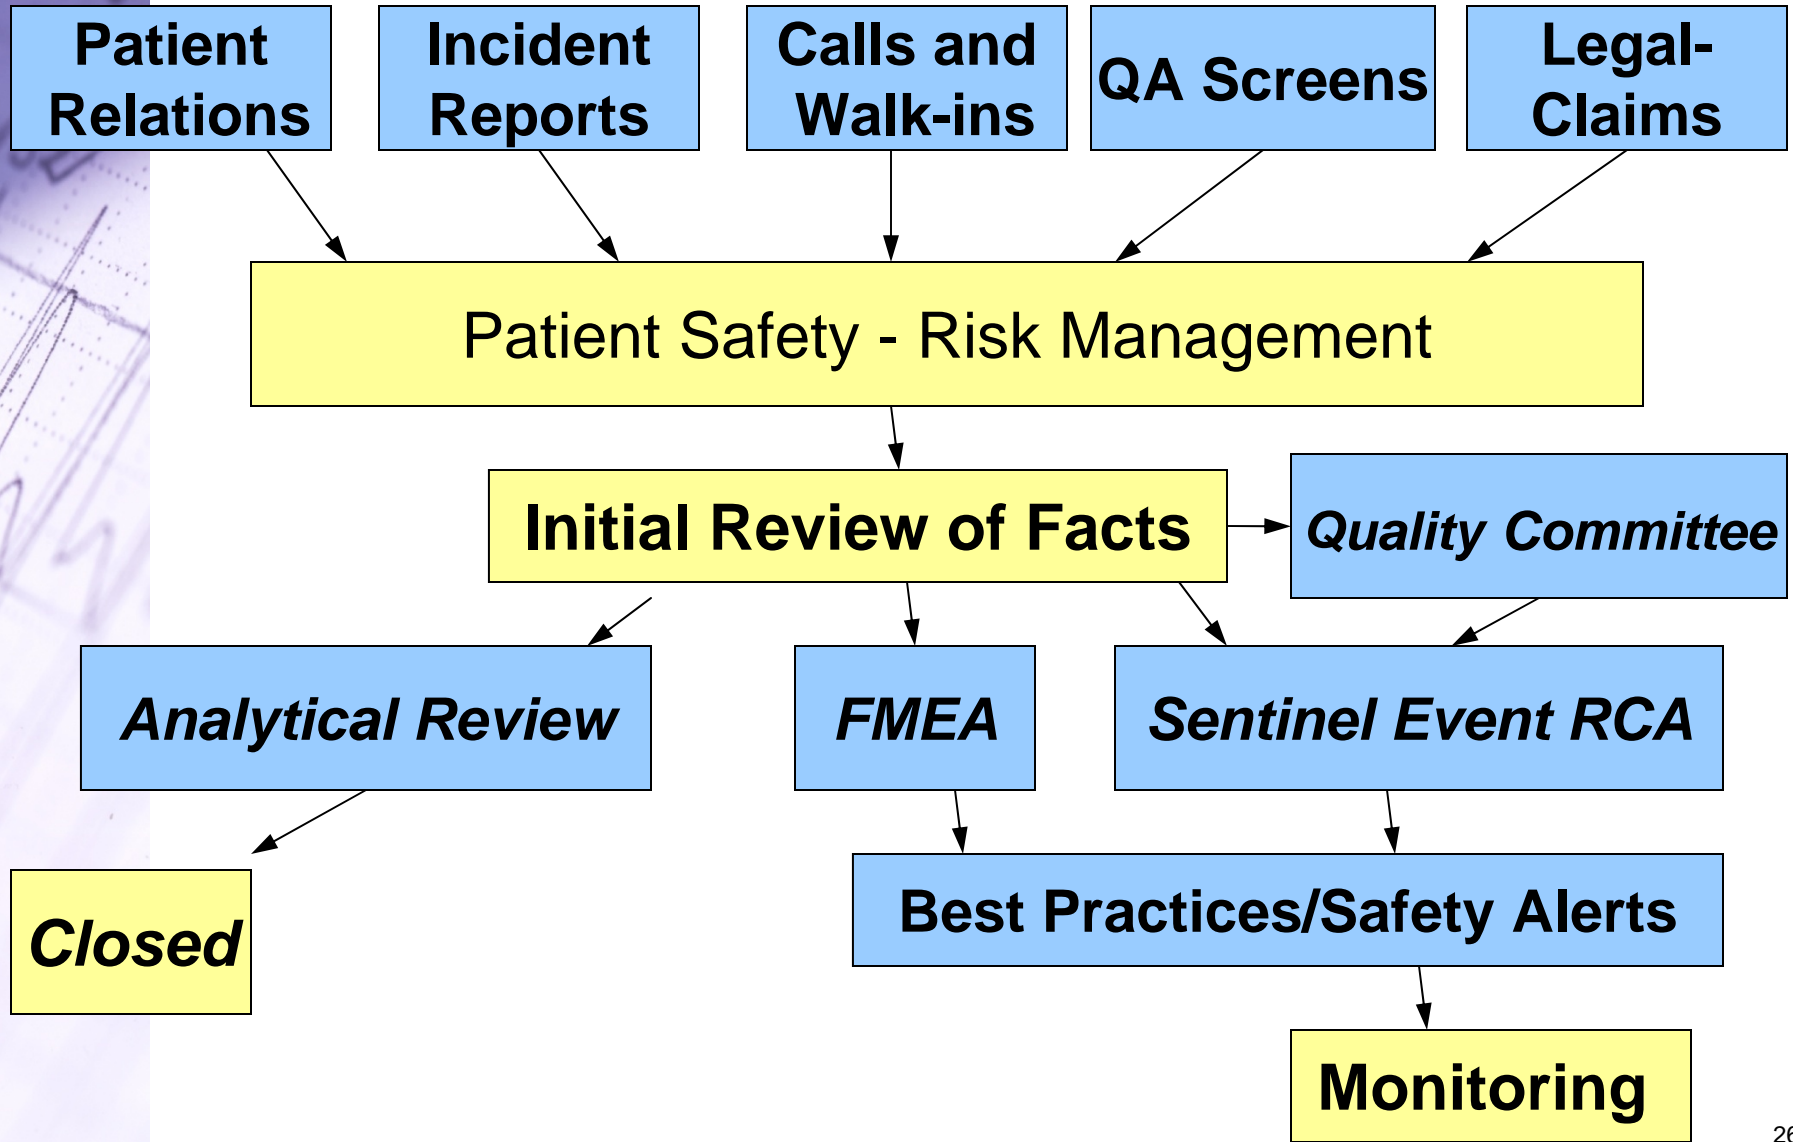 Patient
Relations
Incident
Reports
Calls and
Walk-ins
QA Screens
Legal-
Claims
Patient Safety - Risk Management
Initial Review of Facts
Quality Committee
Analytical Review
FMEA
Sentinel Event RCA
Best Practices/Safety Alerts
Closed
Monitoring
26